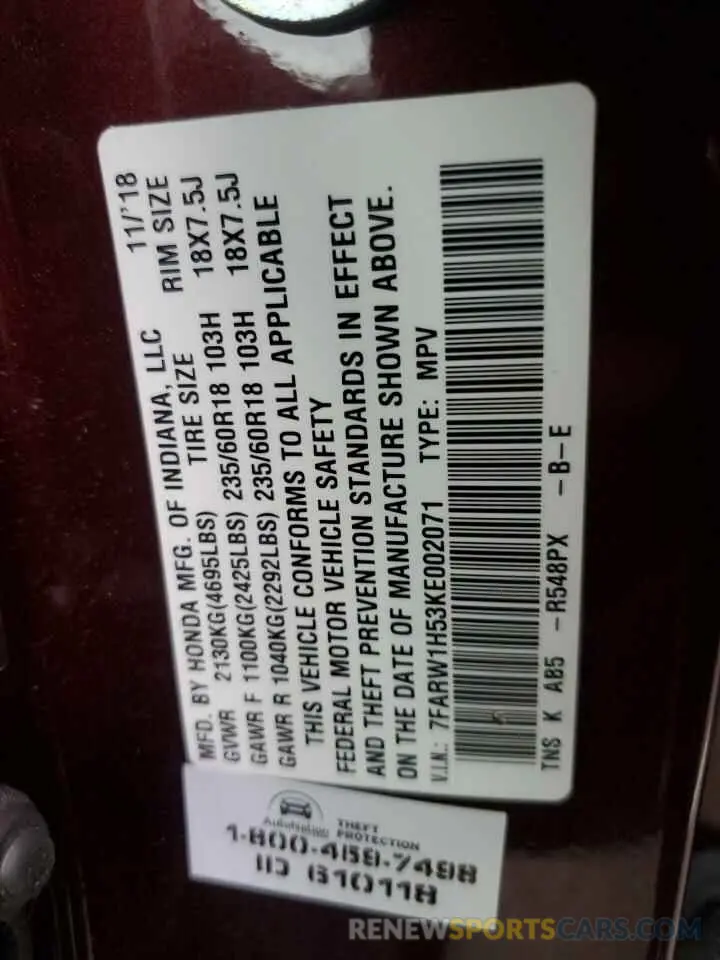 MFD. BY HONDA MFG. OF INDIANA, LLC 11/'18
TIRE SIZE RIM SIZE
GVWR 2130KG(4695LBS)
GAWR F 1100KG(2425LBS) 235/60R18 103H 18X7.5J
GAWR R 1040KG(2292LBS) 235/60R18 103H 18X7.5J
THIS VEHICLE CONFORMS TO ALL APPLICABLE
FEDERAL MOTOR VEHICLE SAFETY
AND THEFT PREVENTION STANDARDS IN EFFECT
ON THE DATE OF MANUFACTURE SHOWN ABOVE.
V.I.N.: 7FARW1H53KE002071 TYPE: MPV
TNS K A85 -R548PX -B-E
THEFT
PROTECTION
1-800-459-7498
ID 610118
RENEWSPORTSCARS.COM